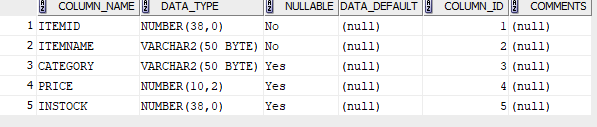 COLUMN_NAME DATA_TYPE NULLABLE DATA_DEFAULT COLUMN_ID COMMENTS
1 ITEMID NUMBER(38,0) No (null) 1 (null)
2 ITEMNAME VARCHAR2(50 BYTE) No (null) 2 (null)
3 CATEGORY VARCHAR2(50 BYTE) Yes (null) 3 (null)
4 PRICE NUMBER(10,2) Yes (null) 4 (null)
5 INSTOCK NUMBER(38,0) Yes (null) 5 (null)